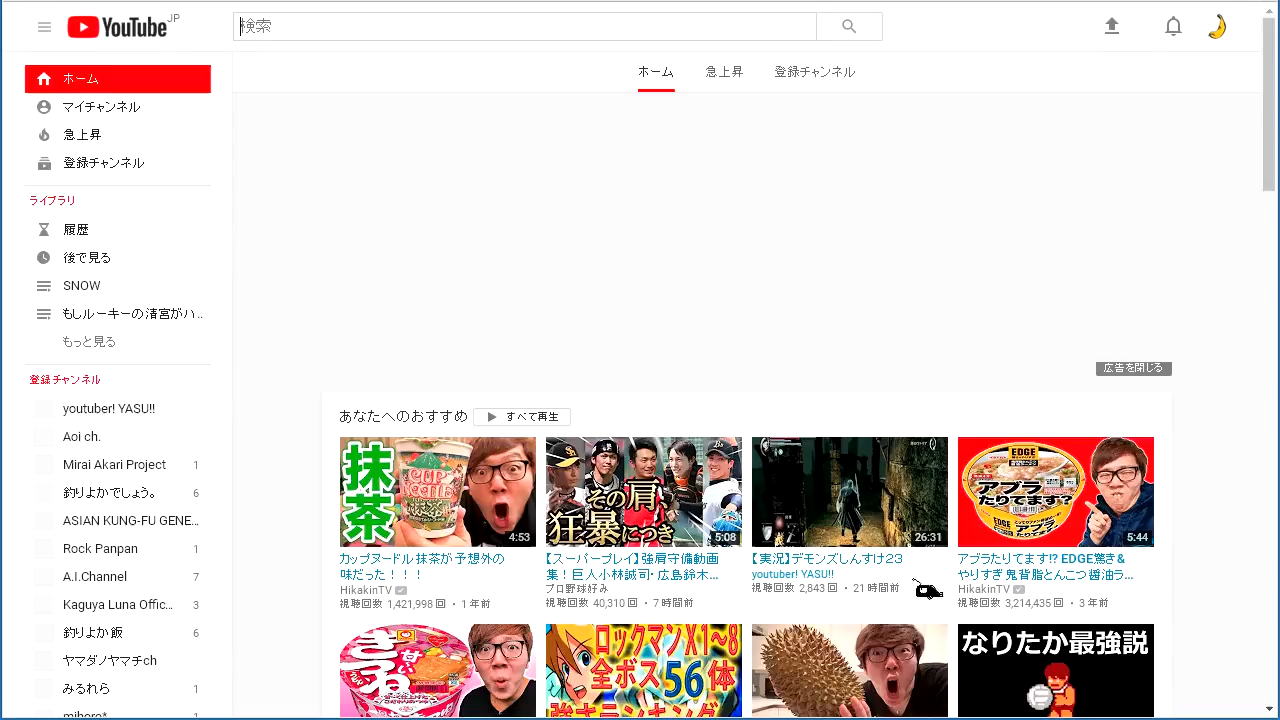 YouTube JP
検索
ホーム
マイチャンネル
急上昇
登録チャンネル
ライブラリ
履歴
後で見る
SNOW
もしルーキーの清宮がハ...
もっと見る
登録チャンネル
youtuber! YASU!!
Aoi ch.
Mirai Akari Project 1
釣りよかでしょう。 6
ASIAN KUNG-FU GENE...
Rock Panpan 1
A.I.Channel 7
Kaguya Luna Offic... 3
釣りよか飯 6
ヤマダノヤマチch
みるれら 1
mihoro* 1
ホーム 急上昇 登録チャンネル
広告を閉じる
あなたへのおすすめ すべて再生
抹茶
CUP NOODLE
4:53
カップヌードル 抹茶が予想外の
味だった！！！
HikakinTV
視聴回数 1,421,998 回 ・ 1 年前
その肩
狂暴につき
5:08
【スーパープレイ】強肩守備動画
集！巨人小林誠司・広島鈴木...
プロ野球好み
視聴回数 40,310 回 ・ 7 時間前
26:31
【実況】デモンズしんすけ23
youtuber! YASU!!
視聴回数 2,843 回 ・ 21 時間前
EDGE
アブラ
たりてます!?
EDGE
アブラ
5:44
アブラたりてます!? EDGE驚き&
やりすぎ鬼背脂とんこつ醤油ラ...
HikakinTV
視聴回数 3,214,435 回 ・ 3 年前
ロックマンX1～8
全ボス56体
強さランキング
なりたか最強説